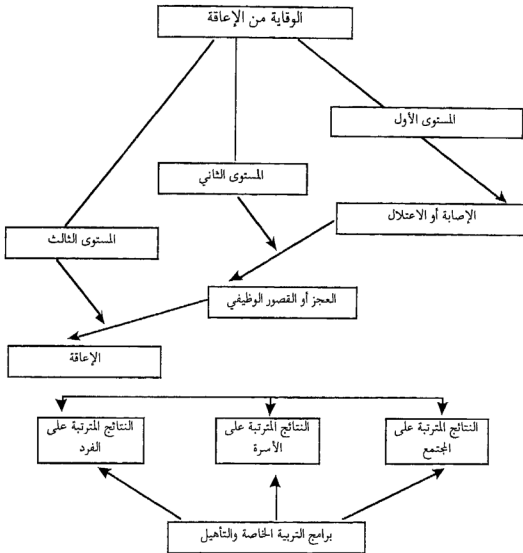 الوقاية من الإعاقة
المستوى الأول
المستوى الثاني
الإصابة أو الاعتلال
المستوى الثالث
العجز أو القصور الوظيفي
الإعاقة
النتائج المترتبة على
المجتمع
النتائج المترتبة على
الأسرة
النتائج المترتبة على
الفرد
برامج التربية الخاصة والتأهيل